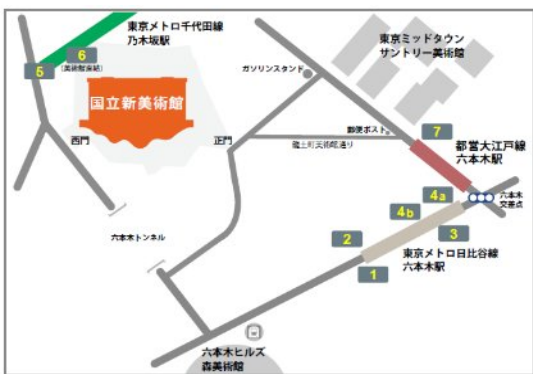 東京メトロ千代田線
乃木坂駅
6
(美術館直結)
5
国立新美術館
西門
正門
ガソリンスタンド
東京ミッドタウン
サントリー美術館
郵便ポスト
龍土町美術館通り
7
都営大江戸線
六本木駅
六本木
交差点
4a
4b
3
2
1
東京メトロ日比谷線
六本木駅
六本木トンネル
六本木ヒルズ
森美術館